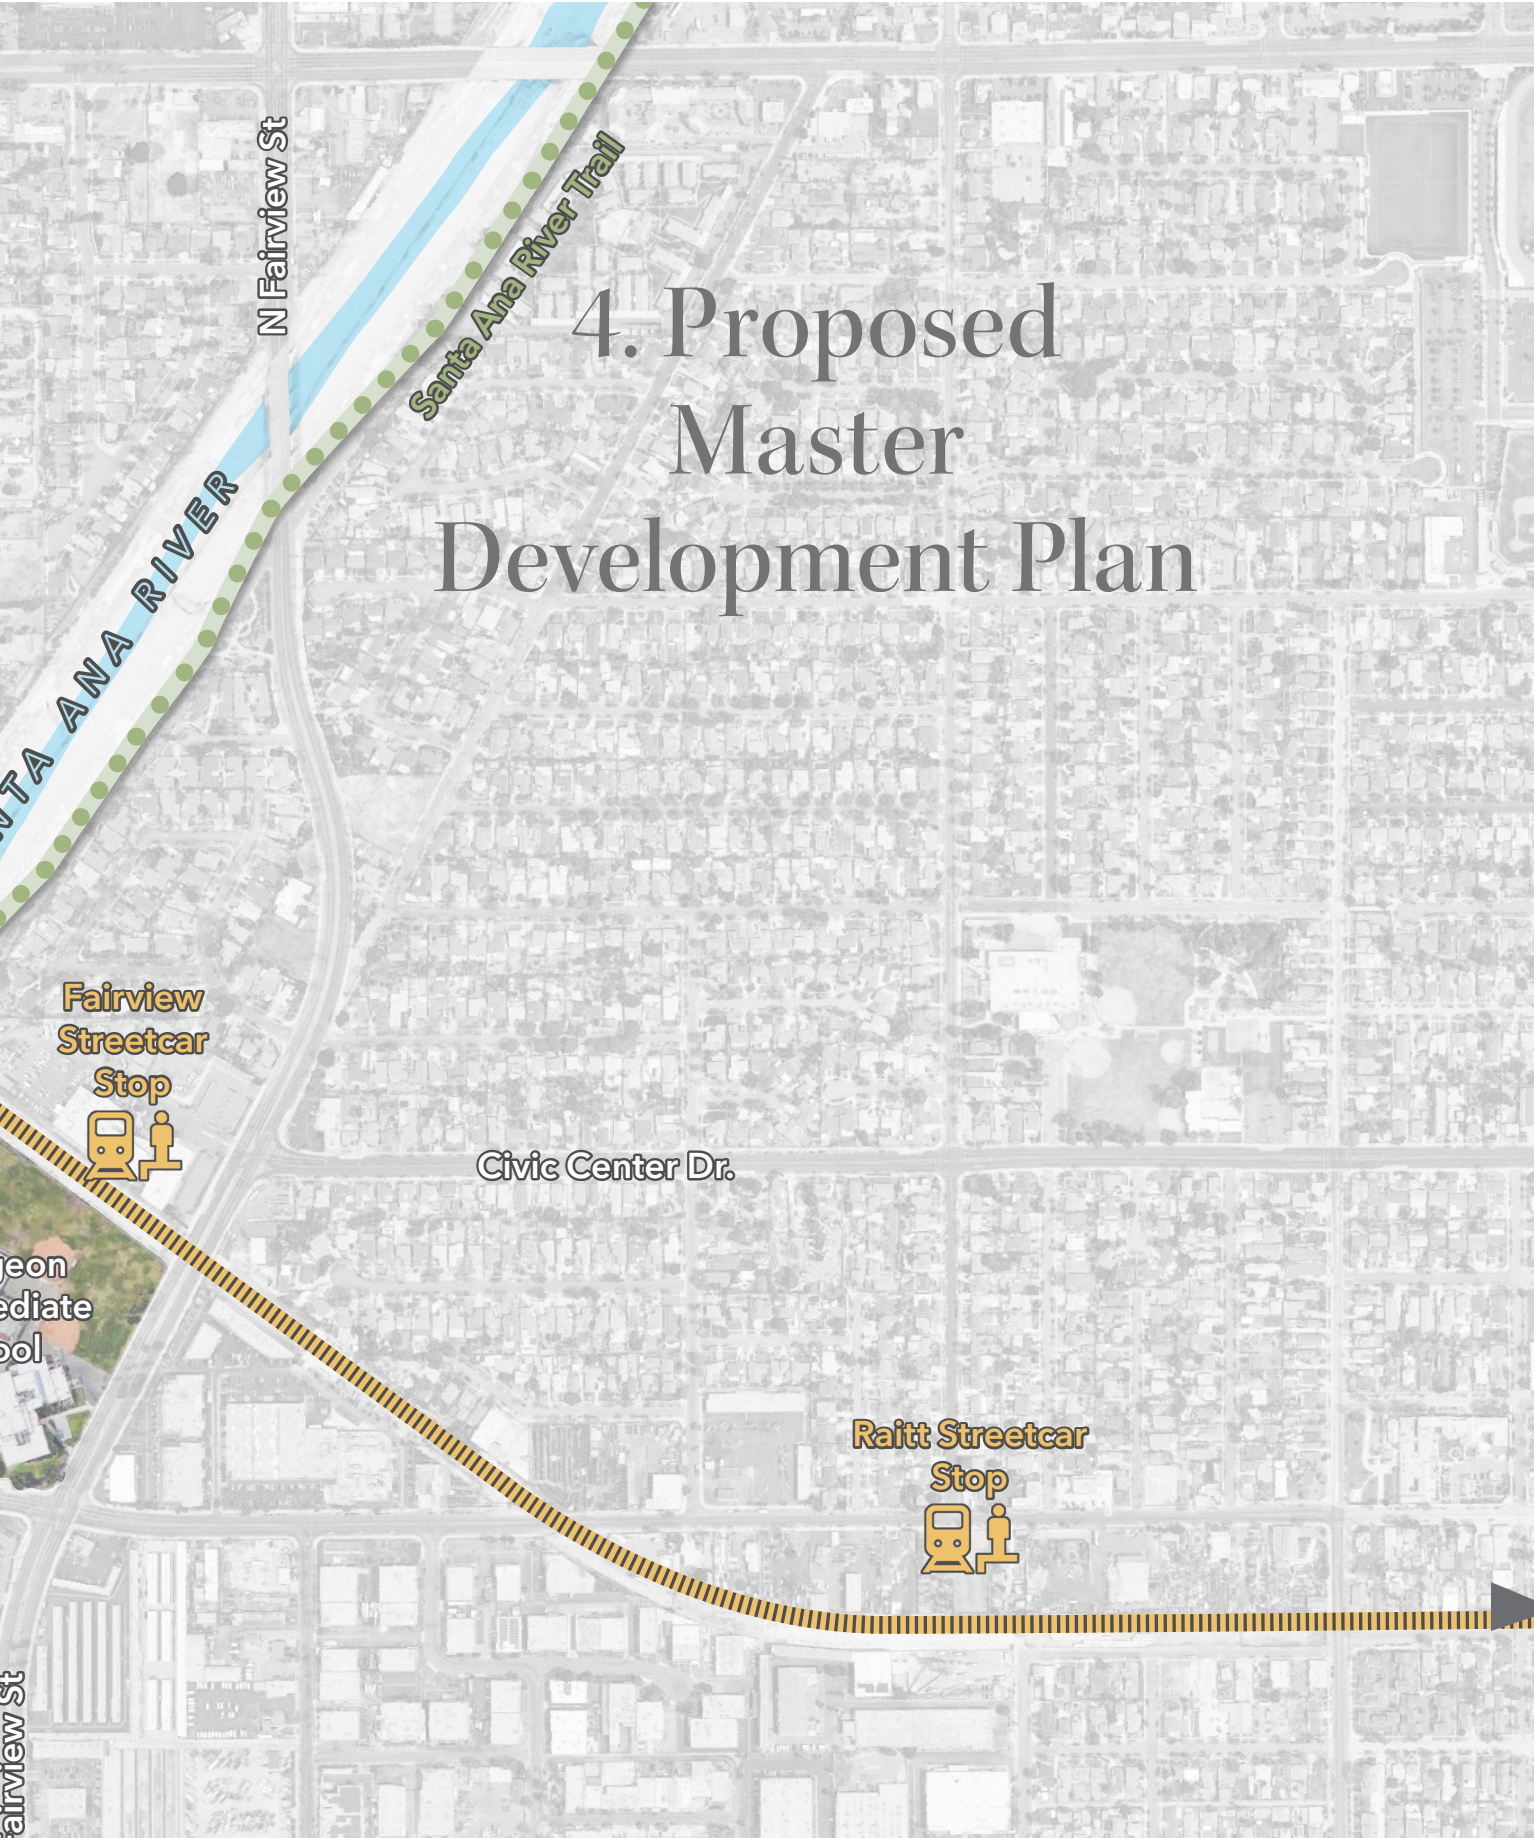 N Fairview St
Santa Ana River Trail
4. Proposed
Master
Development Plan
ANA RIVER
Fairview
Streetcar
Stop
Civic Center Dr.
Raitt Streetcar
Stop